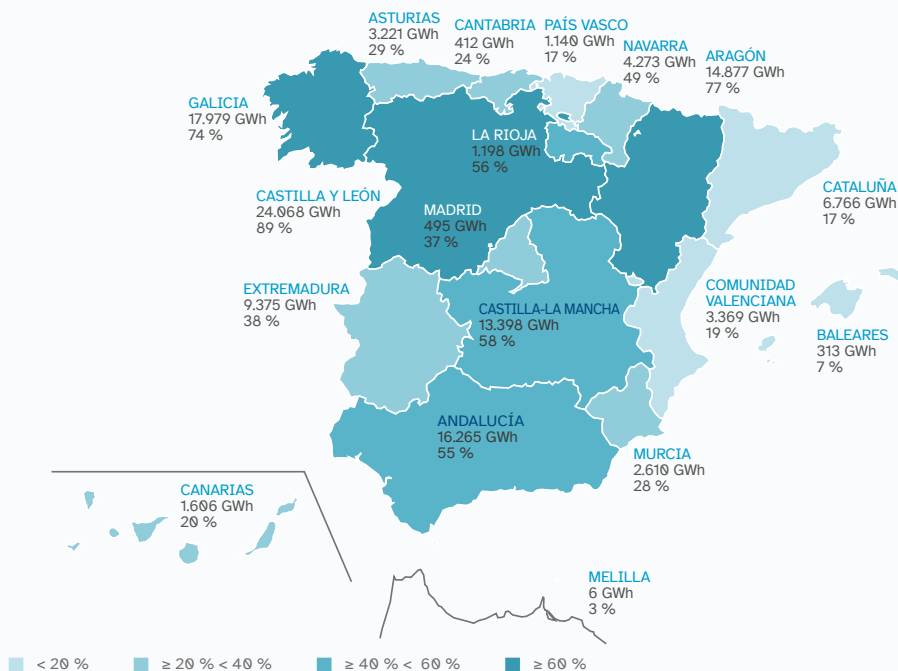 ASTURIAS
3.221 GWh
29 %
CANTABRIA
412 GWh
24 %
PAÍS VASCO
1.140 GWh
17 %
NAVARRA
4.273 GWh
49 %
ARAGÓN
14.877 GWh
77 %
GALICIA
17.979 GWh
74 %
LA RIOJA
1.198 GWh
56 %
CASTILLA Y LEÓN
24.068 GWh
89 %
MADRID
495 GWh
37 %
CATALUÑA
6.766 GWh
17 %
EXTREMADURA
9.375 GWh
38 %
CASTILLA-LA MANCHA
13.398 GWh
58 %
COMUNIDAD
VALENCIANA
3.369 GWh
19 %
BALEARES
313 GWh
7 %
ANDALUCÍA
16.265 GWh
55 %
MURCIA
2.610 GWh
28 %
CANARIAS
1.606 GWh
20 %
MELILLA
6 GWh
3 %
< 20 %
≥ 20 % < 40 %
≥ 40 % < 60 %
≥ 60 %